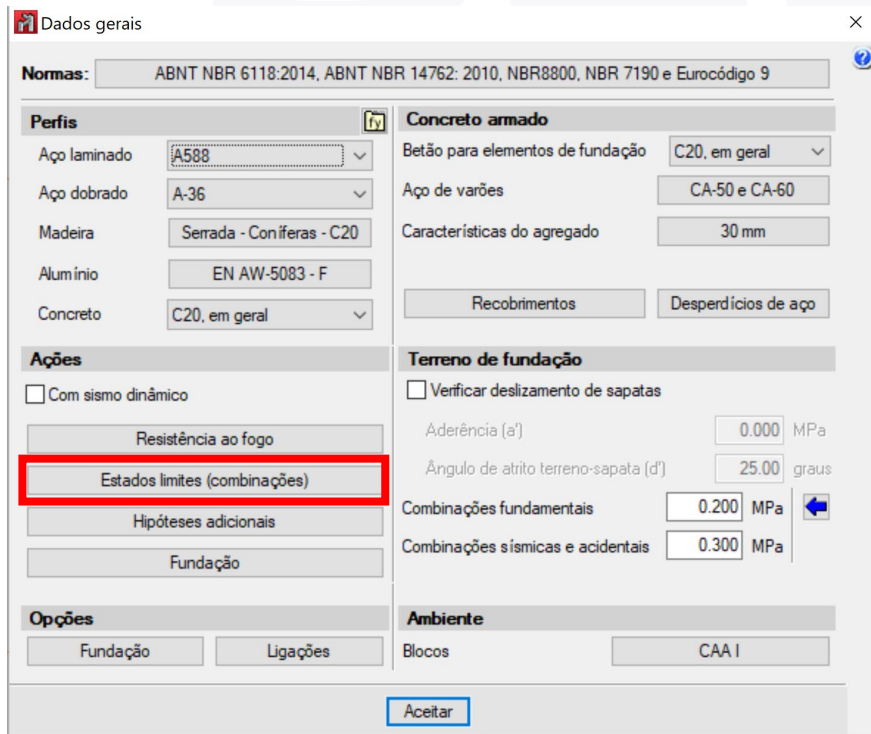 Dados gerais
Normas: ABNT NBR 6118:2014, ABNT NBR 14762: 2010, NBR8800, NBR 7190 e Eurocódigo 9
Perfis
fy
Aço laminado A588
Aço dobrado A-36
Madeira Serrada - Coníferas - C20
Alumínio EN AW-5083 - F
Concreto C20, em geral
Concreto armado
Betão para elementos de fundação C20, em geral
Aço de varões CA-50 e CA-60
Características do agregado 30 mm
Recobrimentos Desperdícios de aço
Ações
Com sismo dinâmico
Resistência ao fogo
Estados limites (combinações)
Hipóteses adicionais
Fundação
Terreno de fundação
Verificar deslizamento de sapatas
Aderência (a') 0.000 MPa
Ângulo de atrito terreno-sapata (d') 25.00 graus
Combinações fundamentais 0.200 MPa
Combinações sísmicas e acidentais 0.300 MPa
Opções
Fundação Ligações
Ambiente
Blocos CAA I
Aceitar